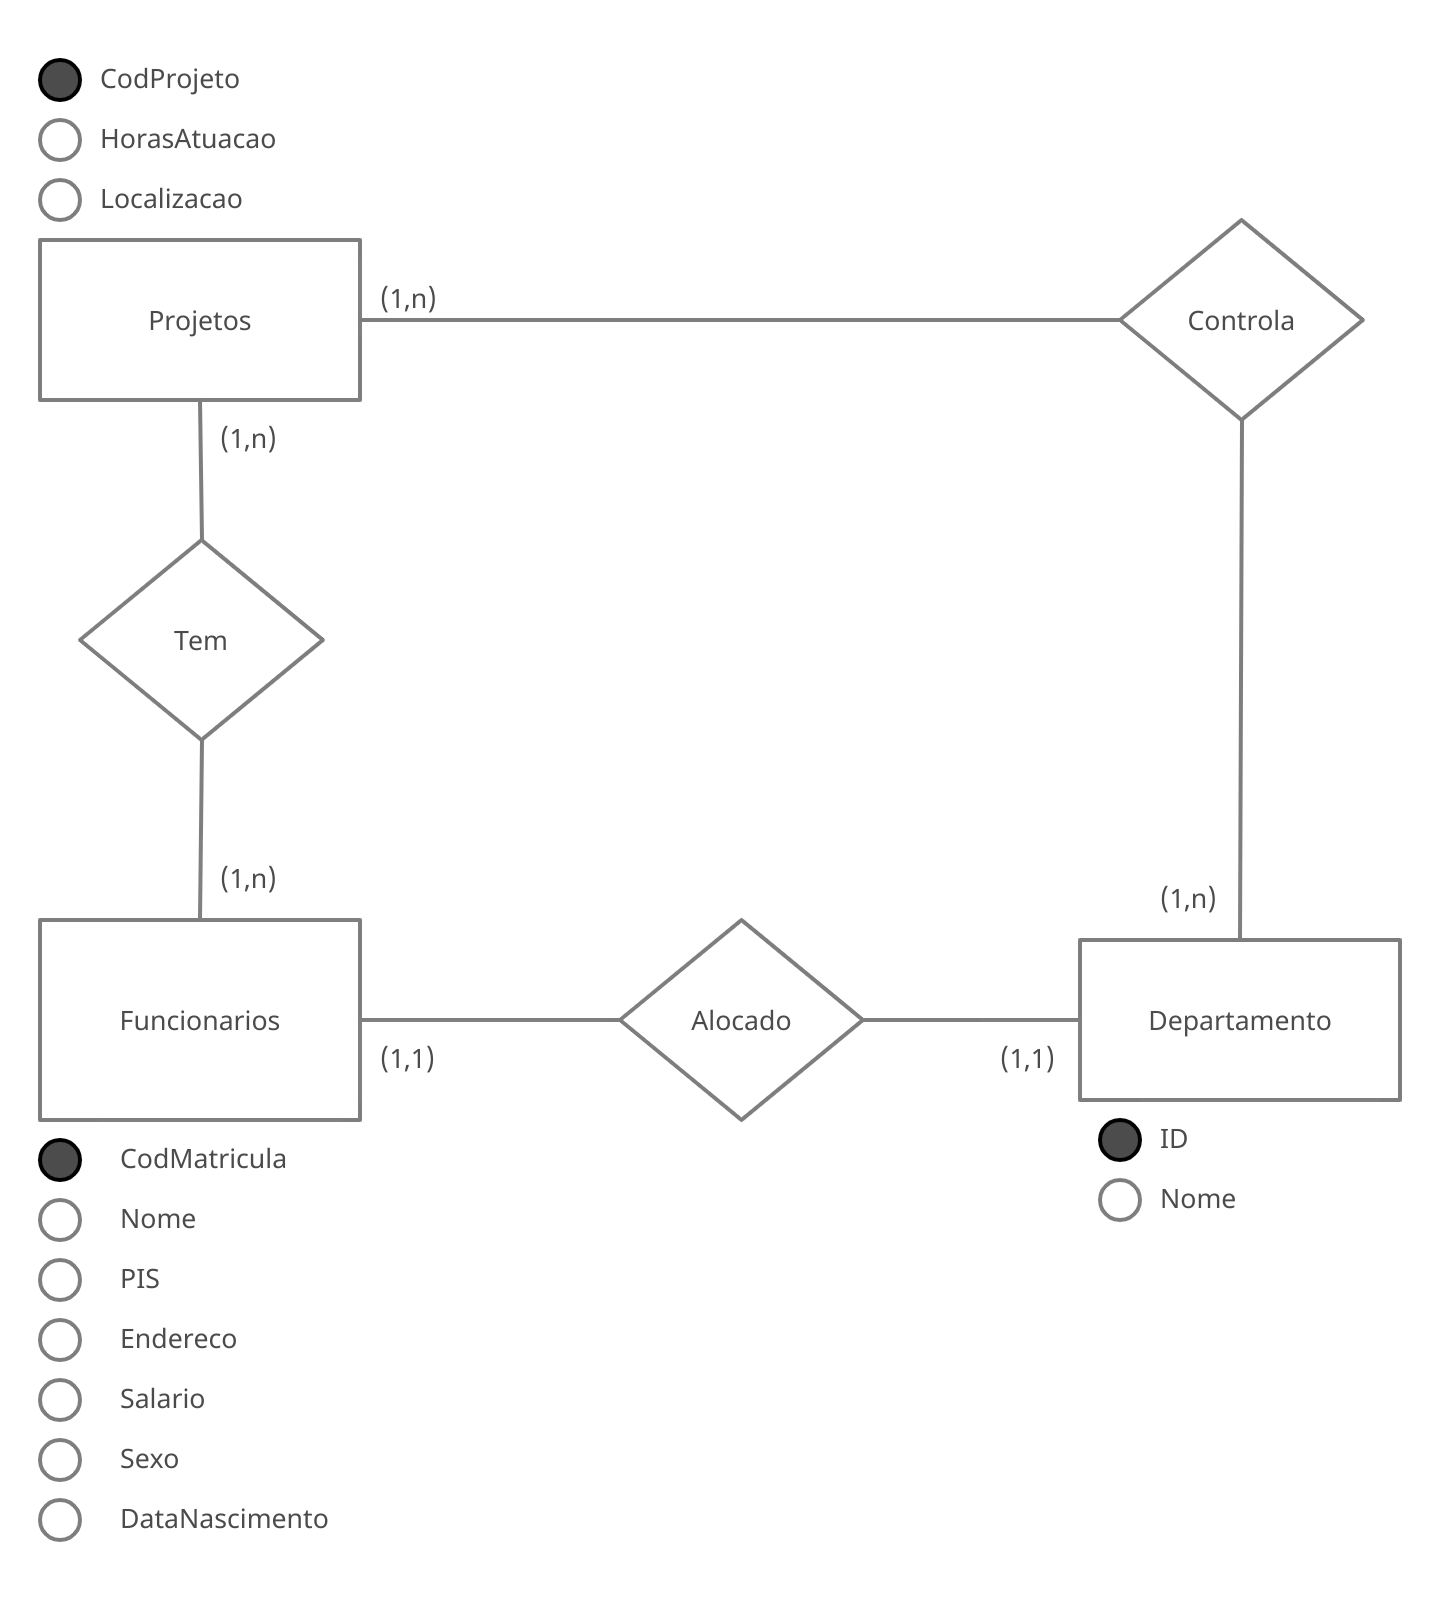 CodProjeto
HorasAtuacao
Localizacao
Projetos
(1,n)
Controla
(1,n)
Tem
(1,n)
(1,n)
Funcionarios
(1,1)
Alocado
(1,1)
Departamento
CodMatricula
Nome
PIS
Endereco
Salario
Sexo
DataNascimento
ID
Nome